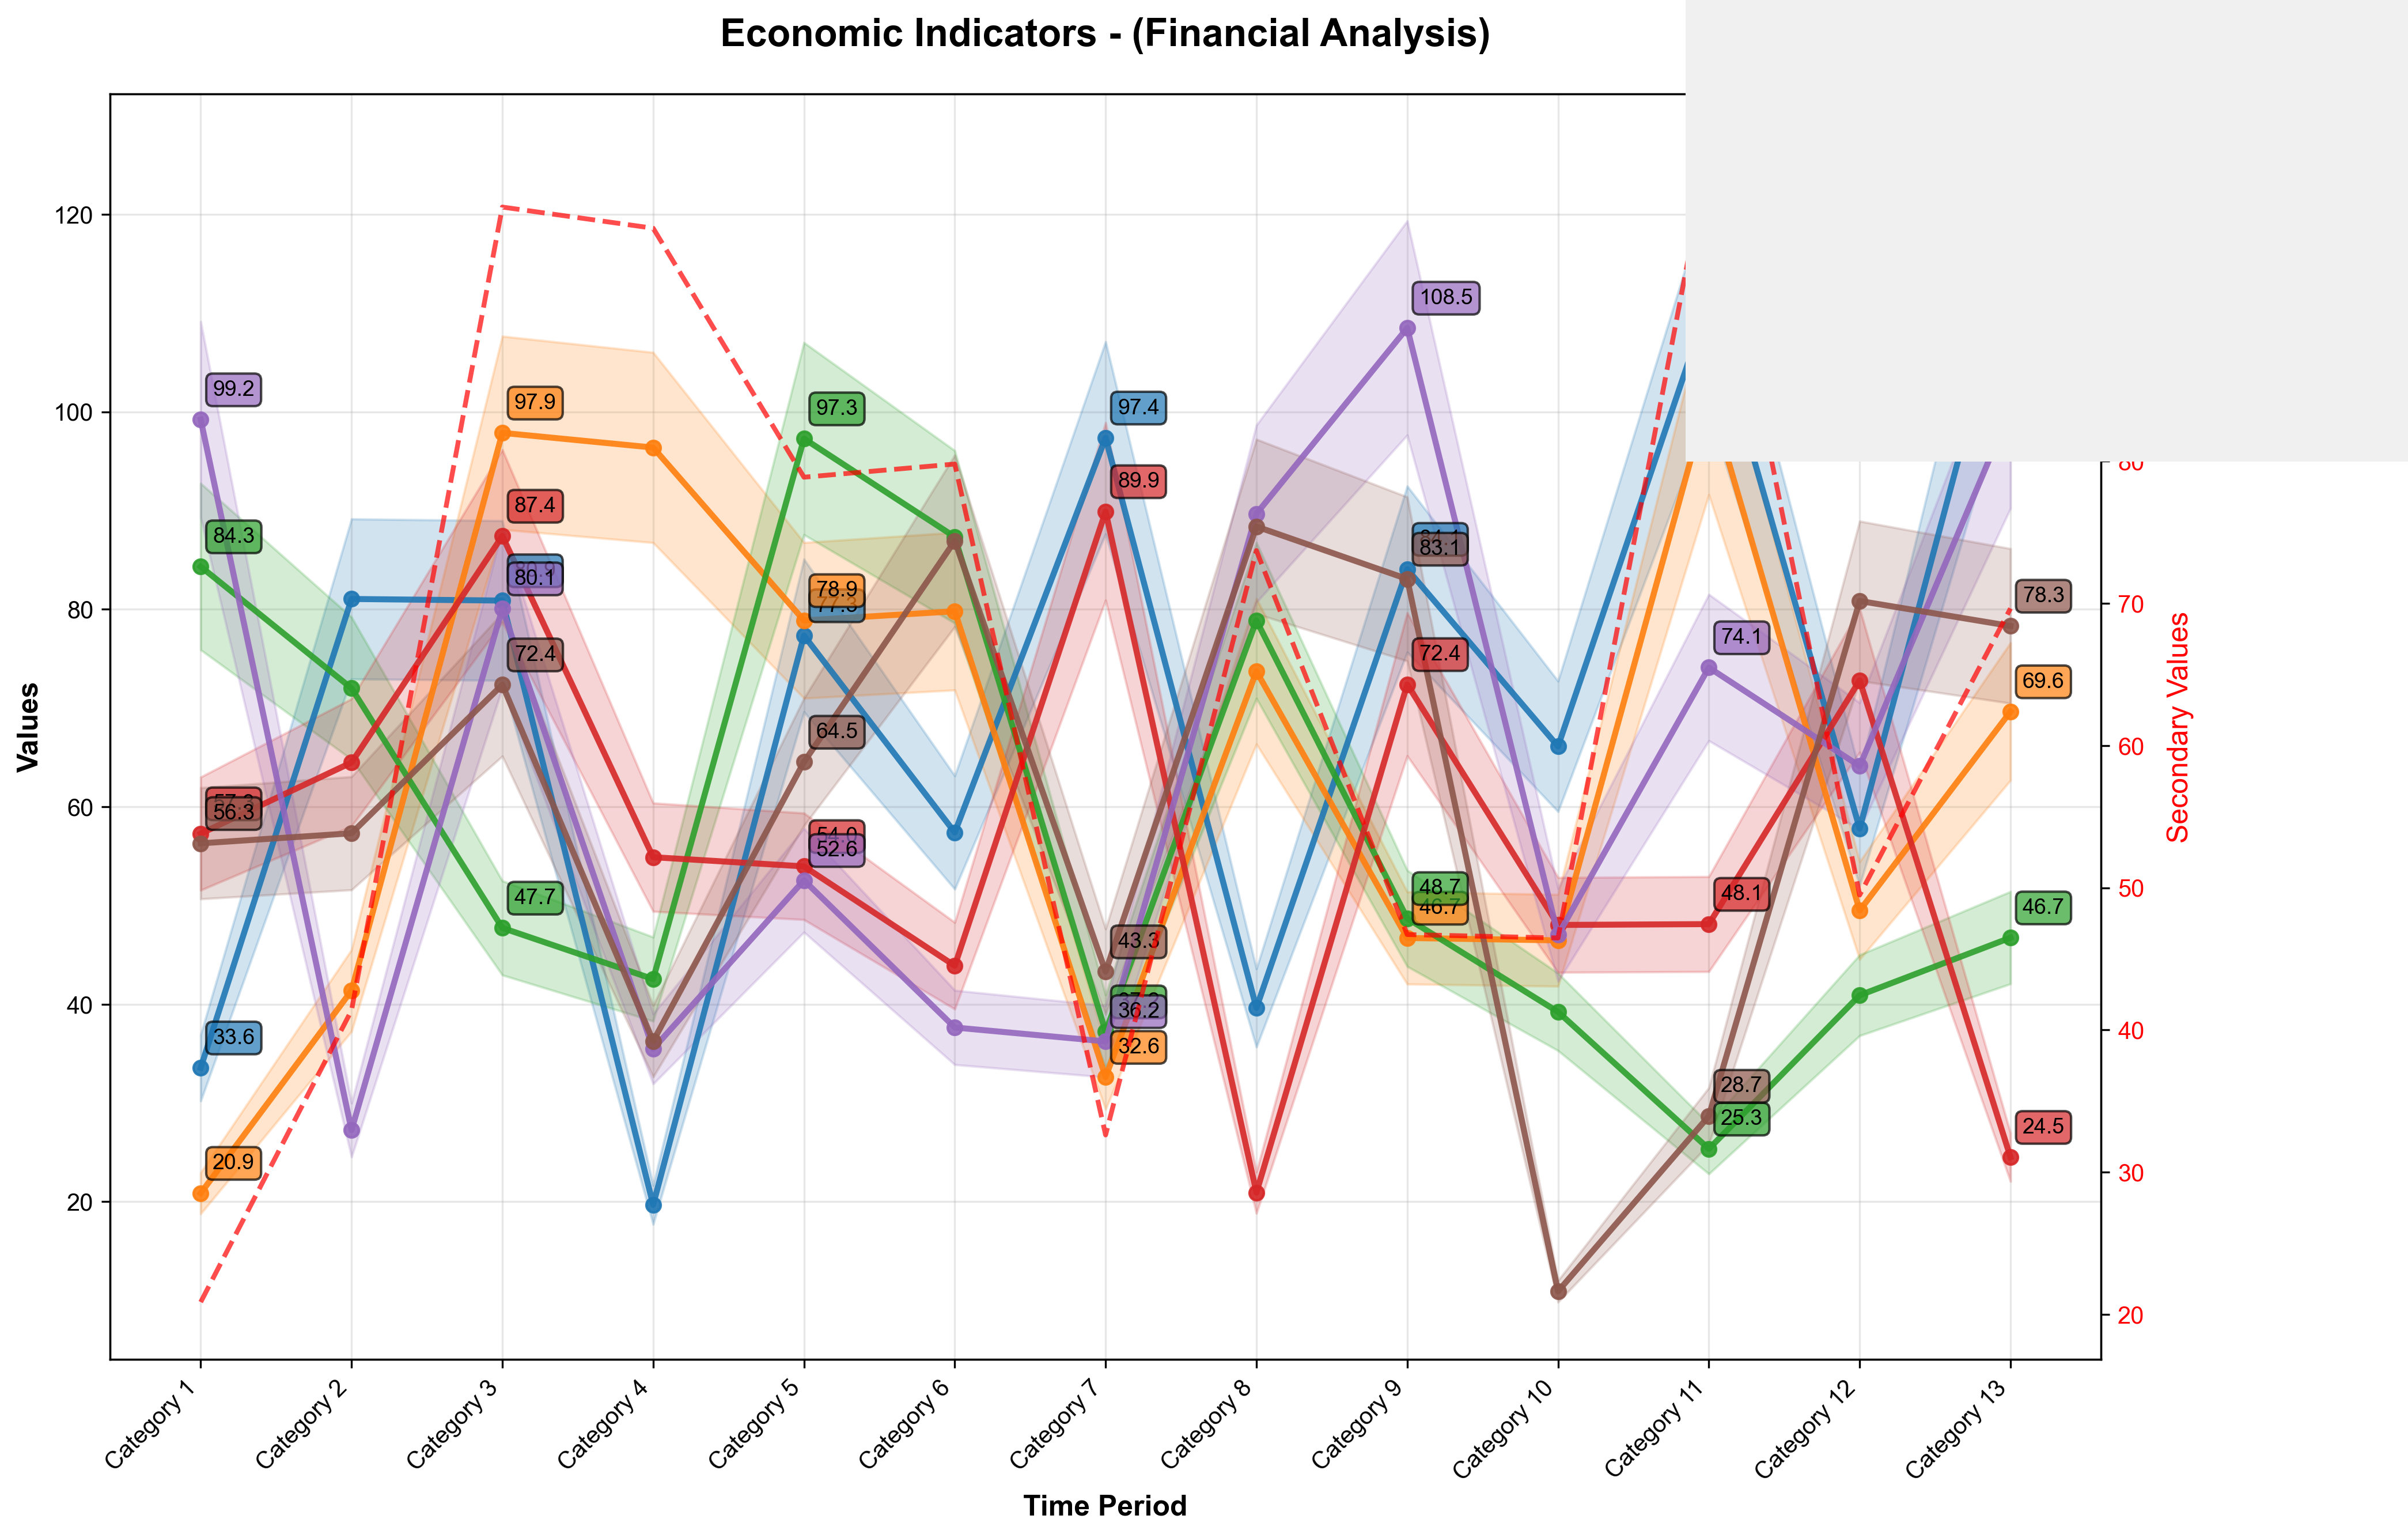 Economic Indicators - (Financial Analysis)
Values
120
100
80
60
40
20
99.2
84.3
56.3
33.6
20.9
97.9
87.4
80.1
72.4
47.7
97.3
78.9
64.5
52.6
97.4
89.9
43.3
36.2
32.6
108.5
83.1
72.4
48.7
46.7
74.1
48.1
28.7
25.3
78.3
69.6
46.7
24.5
80
70
60
50
40
30
20
Secondary Values
Category 1
Category 2
Category 3
Category 4
Category 5
Category 6
Category 7
Category 8
Category 9
Category 10
Category 11
Category 12
Category 13
Time Period